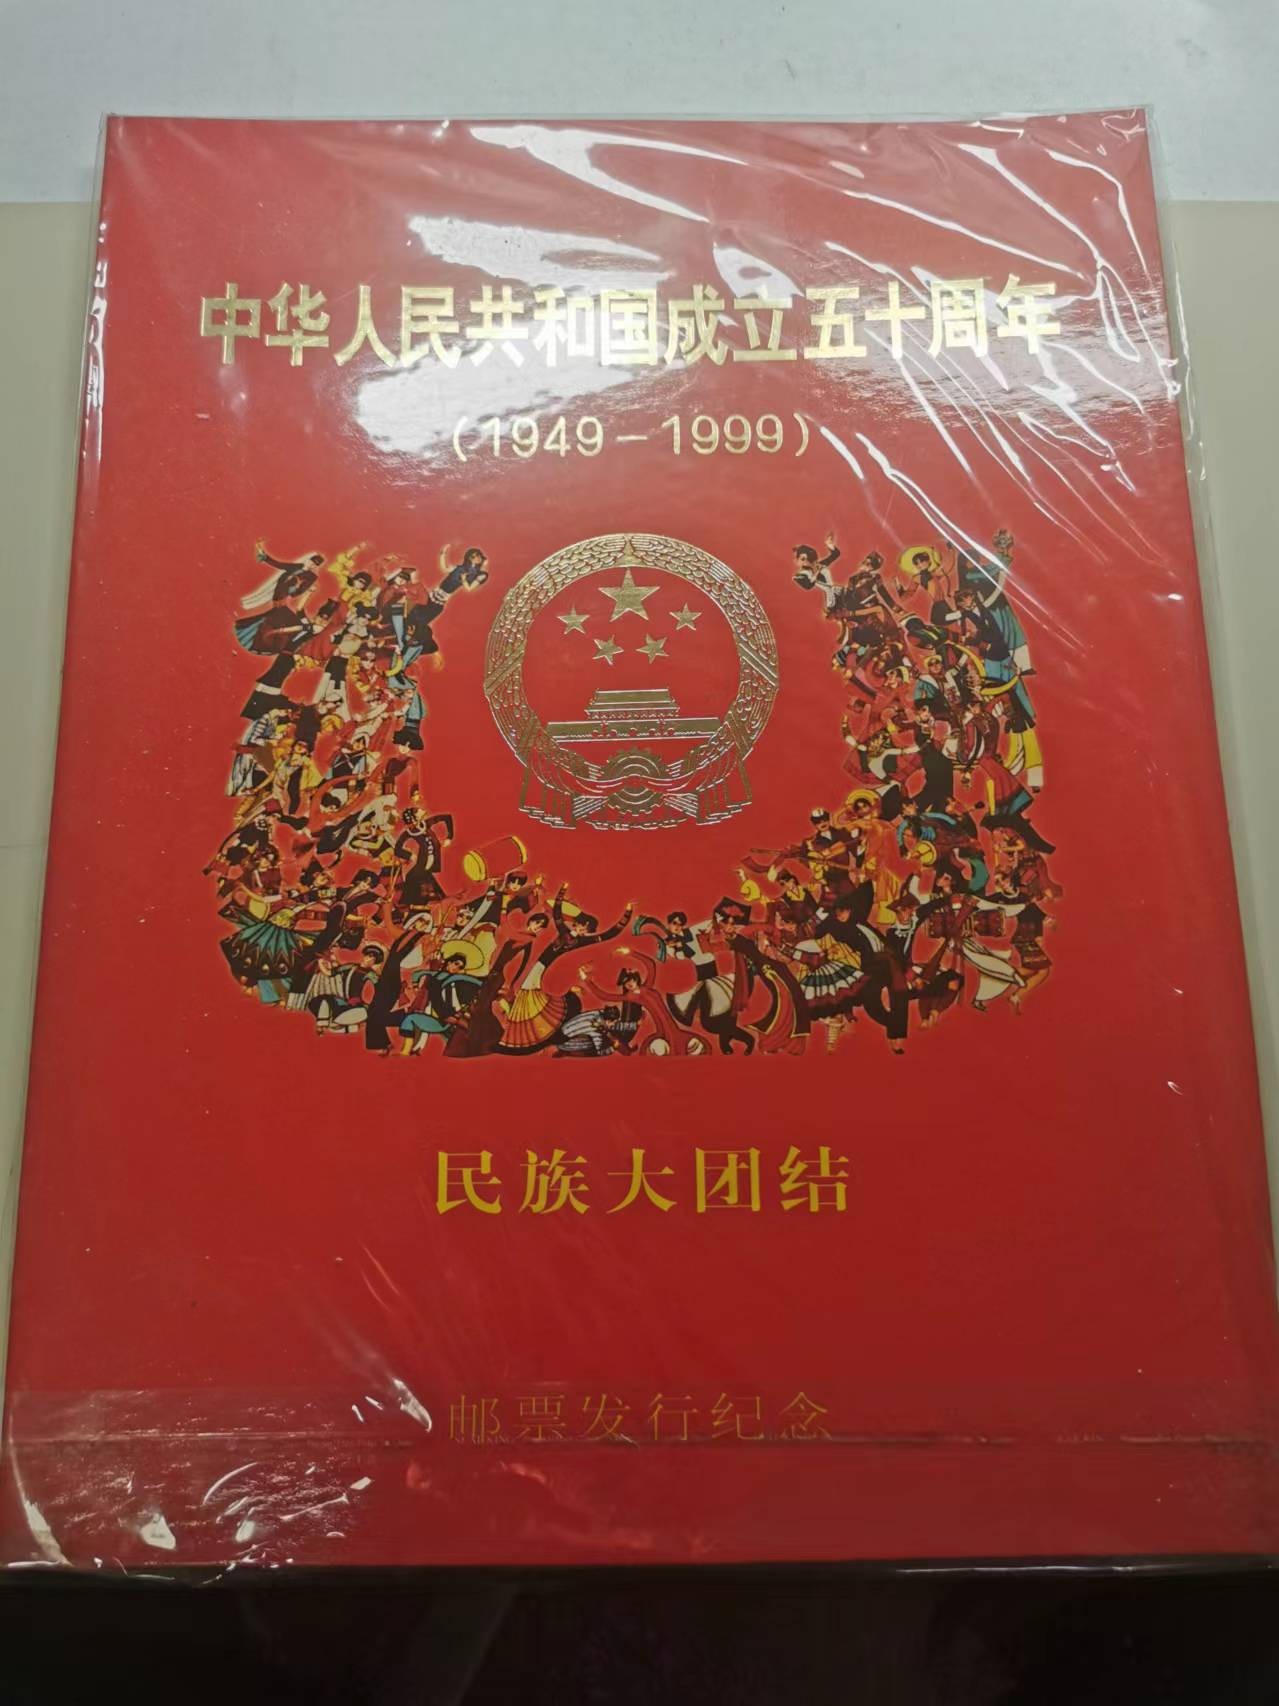 中华人民共和国成立五十周年
(1949-1999)
民族大团结
邮票发行纪念